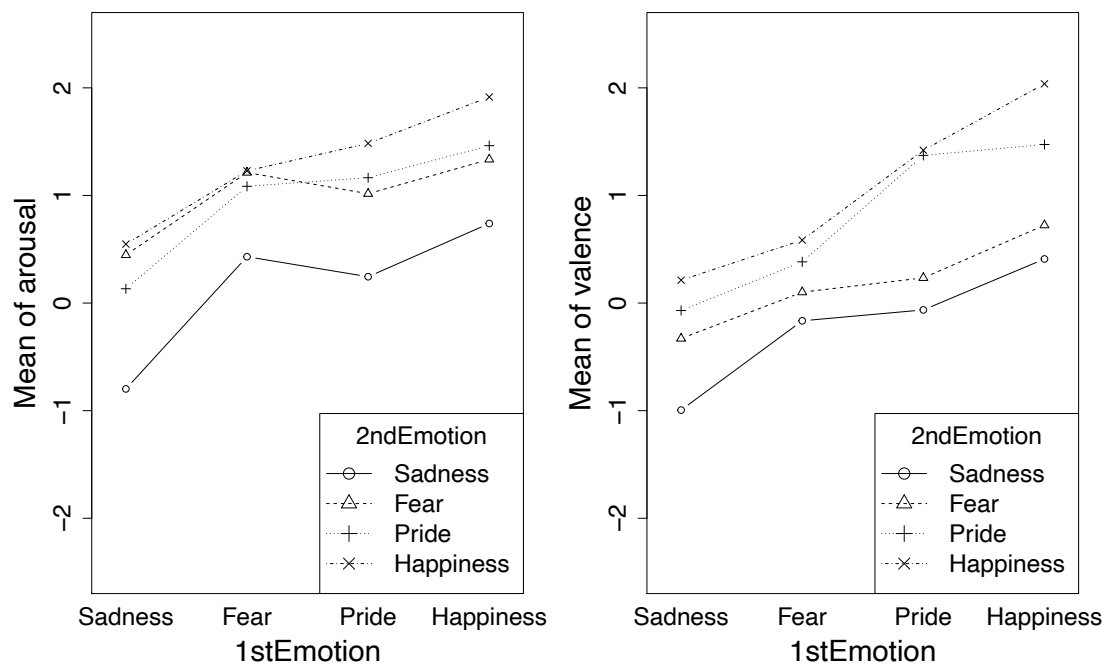 Mean of arousal
2
1
0
−1
−2
2ndEmotion
Sadness
Fear
Pride
Happiness
Sadness Fear Pride Happiness
1stEmotion
Mean of valence
2
1
0
−1
−2
2ndEmotion
Sadness
Fear
Pride
Happiness
Sadness Fear Pride Happiness
1stEmotion